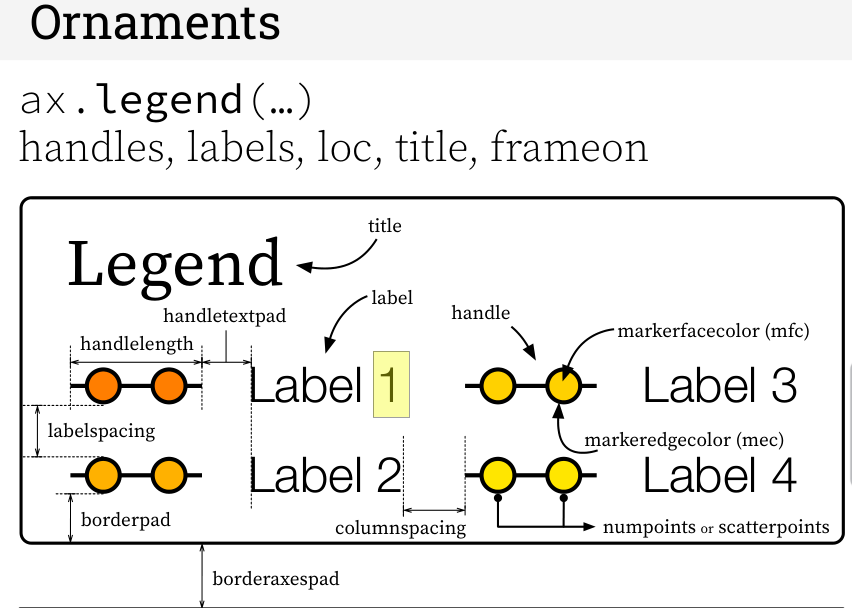 Ornaments
ax.legend(…)
handles, labels, loc, title, frameon
title
Legend
label
handletextpad
handle
handlelength
markerfacecolor (mfc)
Label 1
Label 3
labelspacing
markeredgecolor (mec)
Label 2
Label 4
borderpad
columnspacing
numpoints or scatterpoints
borderaxespad